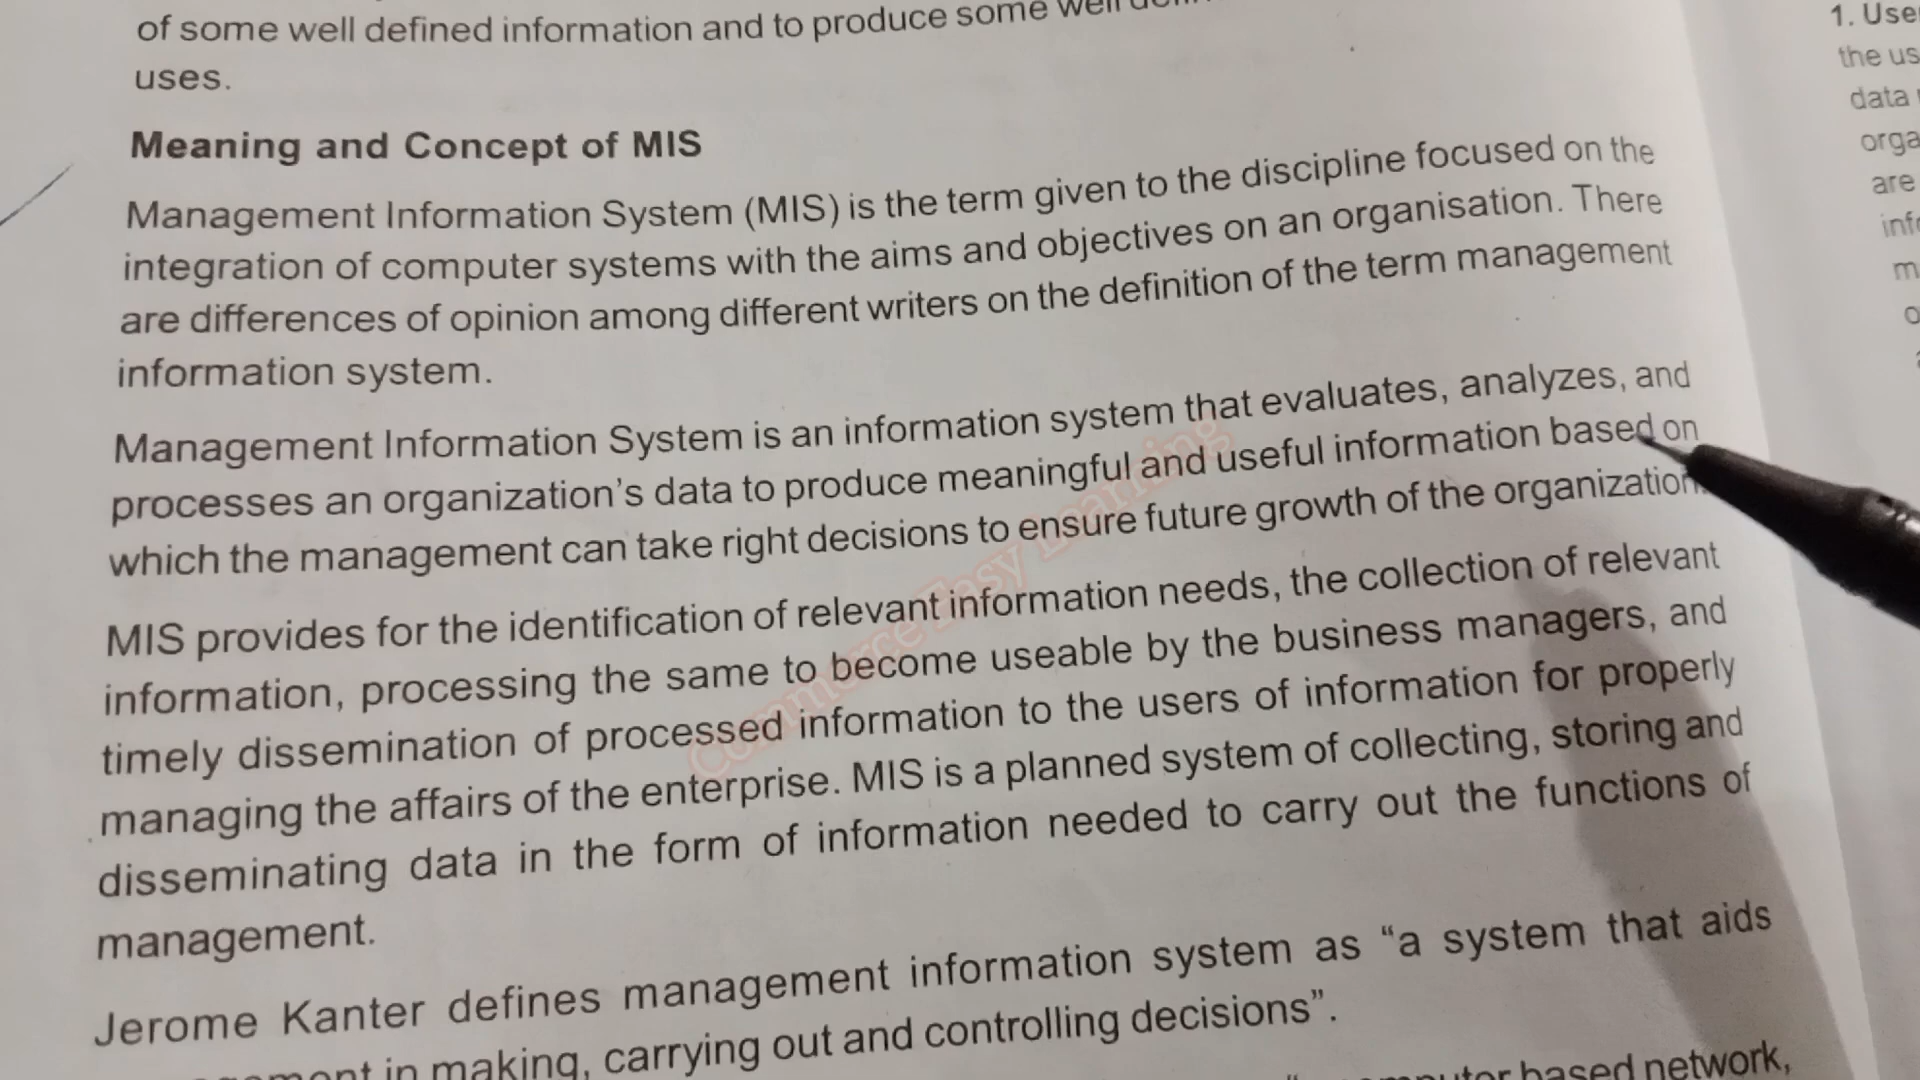 of some well defined information and to produce some well
uses.
Meaning and Concept of MIS
Management Information System (MIS) is the term given to the discipline focused on the
integration of computer systems with the aims and objectives on an organisation. There
are differences of opinion among different writers on the definition of the term management
information system.
Management Information System is an information system that evaluates, analyzes, and
processes an organization's data to produce meaningful and useful information based on
which the management can take right decisions to ensure future growth of the organization.
MIS provides for the identification of relevant information needs, the collection of relevant
information, processing the same to become useable by the business managers, and
timely dissemination of processed information to the users of information for properly
managing the affairs of the enterprise. MIS is a planned system of collecting, storing and
disseminating data in the form of information needed to carry out the functions of
management.
Jerome Kanter defines management information system as “a system that aids
in making, carrying out and controlling decisions”.
based network,
Commerce Easy Learning
1. Use
the us
data
orga
are